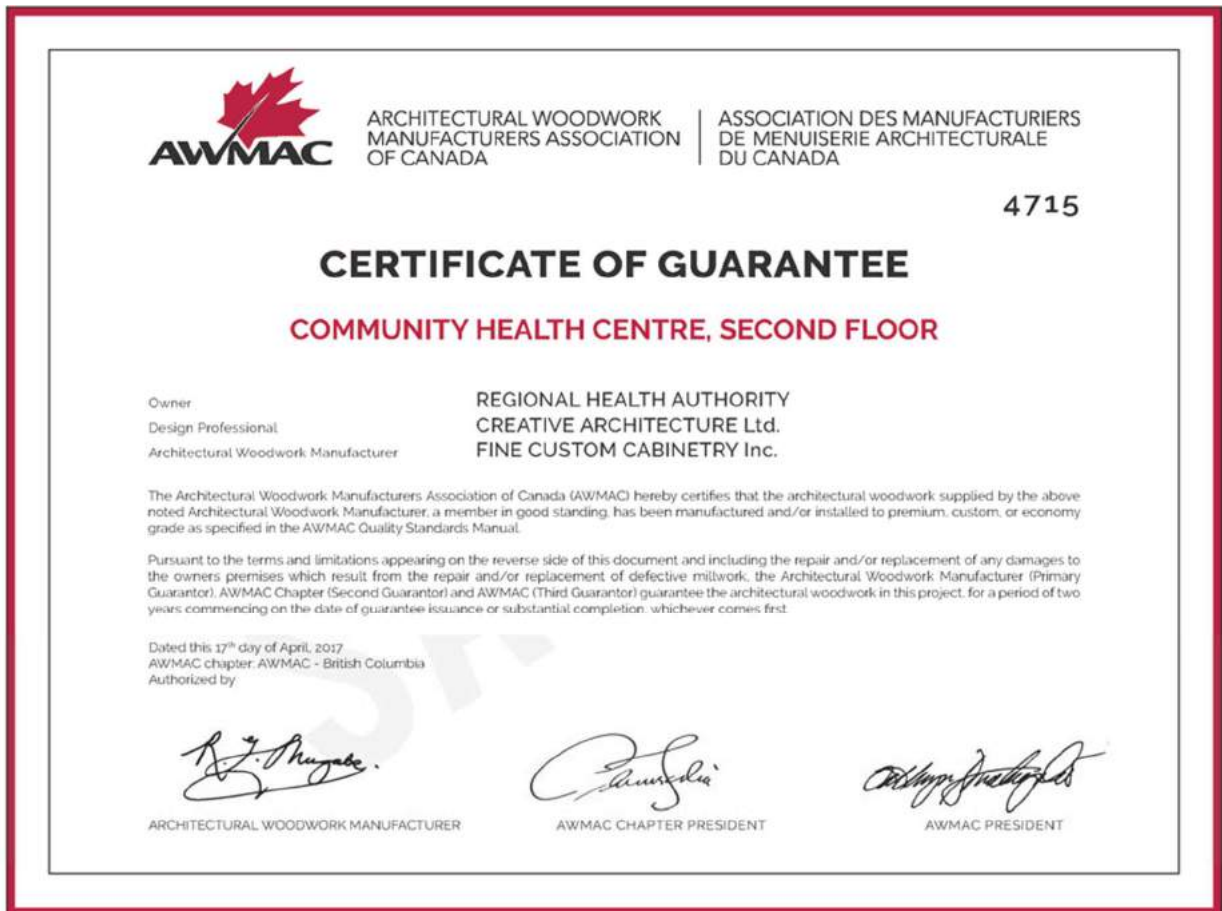 AWMAC
ARCHITECTURAL WOODWORK
MANUFACTURERS ASSOCIATION
OF CANADA
ASSOCIATION DES MANUFACTURIERS
DE MENUISERIE ARCHITECTURALE
DU CANADA
4715
CERTIFICATE OF GUARANTEE
COMMUNITY HEALTH CENTRE, SECOND FLOOR
Owner REGIONAL HEALTH AUTHORITY
Design Professional CREATIVE ARCHITECTURE Ltd.
Architectural Woodwork Manufacturer FINE CUSTOM CABINETRY Inc.
The Architectural Woodwork Manufacturers Association of Canada (AWMAC) hereby certifies that the architectural woodwork supplied by the above
noted Architectural Woodwork Manufacturer, a member in good standing, has been manufactured and/or installed to premium, custom, or economy
grade as specified in the AWMAC Quality Standards Manual.
Pursuant to the terms and limitations appearing on the reverse side of this document and including the repair and/or replacement of any damages to
the owners premises which result from the repair and/or replacement of defective millwork, the Architectural Woodwork Manufacturer (Primary
Guarantor), AWMAC Chapter (Second Guarantor) and AWMAC (Third Guarantor) guarantee the architectural woodwork in this project, for a period of two
years commencing on the date of guarantee issuance or substantial completion, whichever comes first
Dated this 17th day of April, 2017
AWMAC chapter: AWMAC - British Columbia
Authorized by
ARCHITECTURAL WOODWORK MANUFACTURER
AWMAC CHAPTER PRESIDENT
AWMAC PRESIDENT